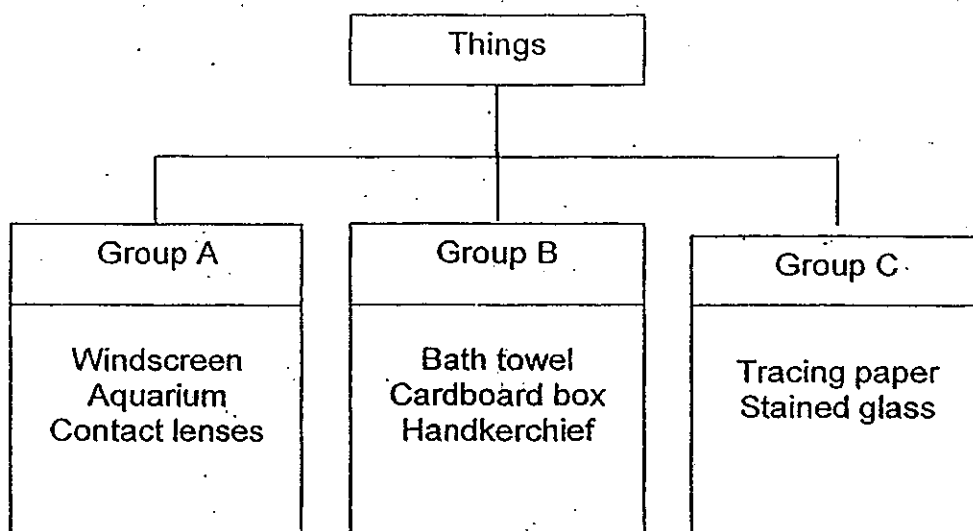 Things
Group A
Group B
Group C
Windscreen
Aquarium
Contact lenses
Bath towel
Cardboard box
Handkerchief
Tracing paper
Stained glass